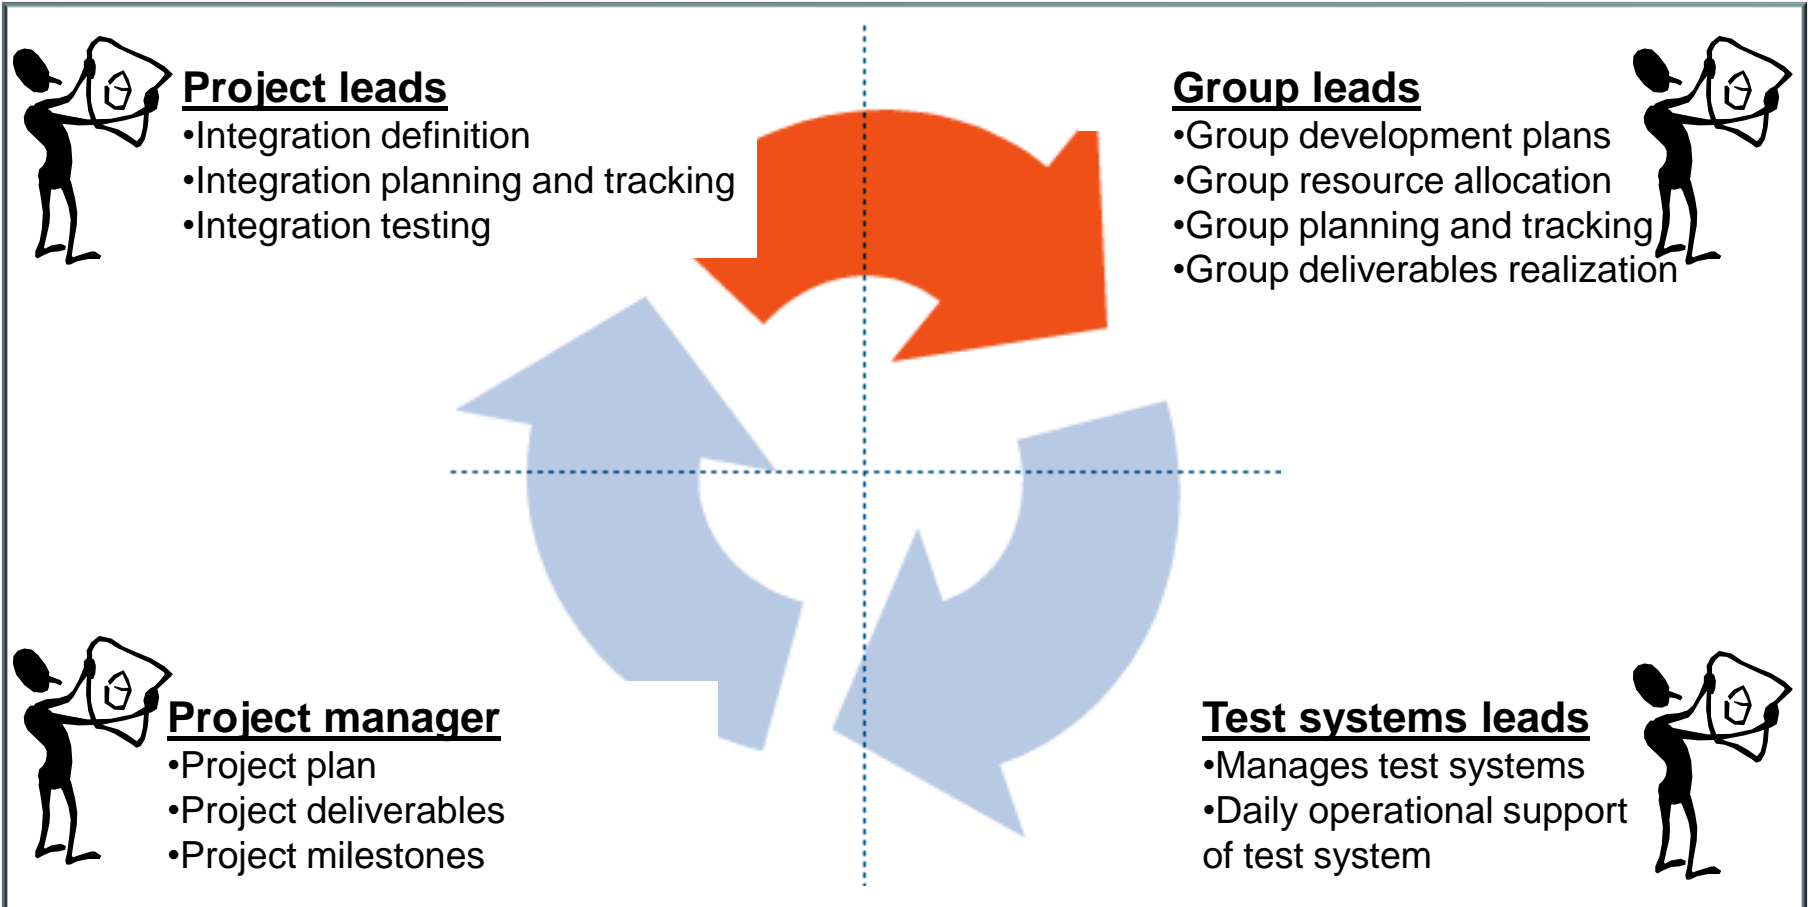 Project leads
•Integration definition
•Integration planning and tracking
•Integration testing
Group leads
•Group development plans
•Group resource allocation
•Group planning and tracking
•Group deliverables realization
Project manager
•Project plan
•Project deliverables
•Project milestones
Test systems leads
•Manages test systems
•Daily operational support
of test system